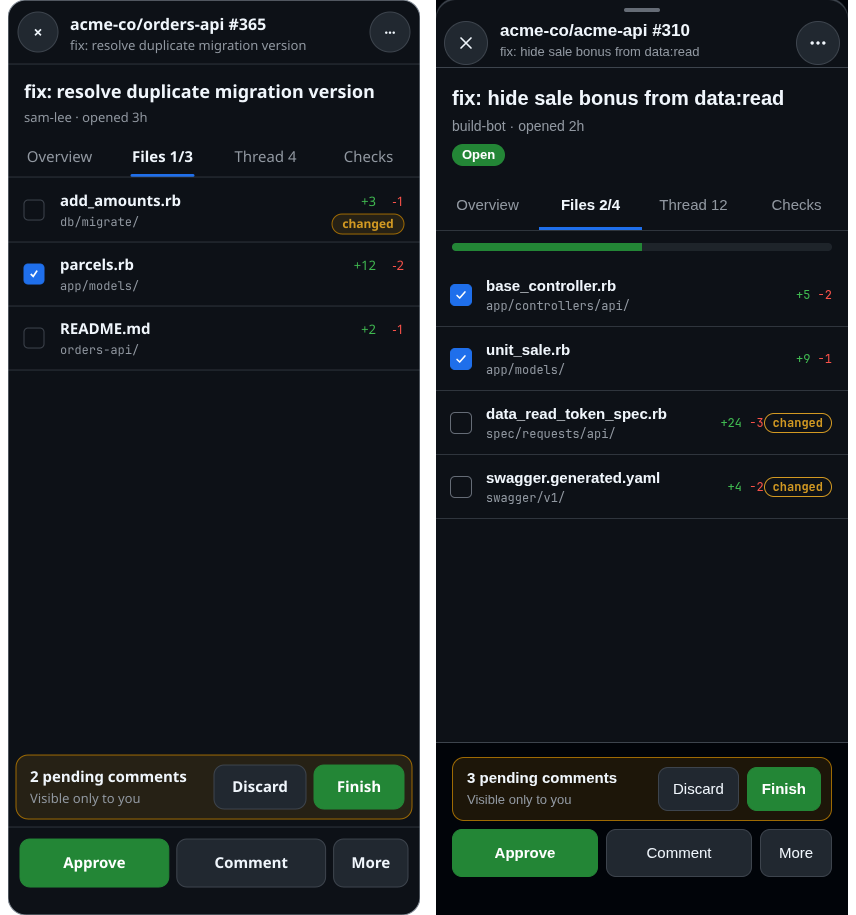 acme-co/orders-api #365
fix: resolve duplicate migration version
fix: resolve duplicate migration version
sam-lee · opened 3h
Overview Files 1/3 Thread 4 Checks
add_amounts.rb +3 -1
db/migrate/ changed
parcels.rb +12 -2
app/models/
README.md +2 -1
orders-api/
2 pending comments
Visible only to you
Discard Finish
Approve Comment More
acme-co/acme-api #310
fix: hide sale bonus from data:read
fix: hide sale bonus from data:read
build-bot · opened 2h
Open
Overview Files 2/4 Thread 12 Checks
base_controller.rb
app/controllers/api/
+5 -2
unit_sale.rb
app/models/
+9 -1
data_read_token_spec.rb
spec/requests/api/
+24 -3 changed
swagger.generated.yaml
swagger/v1/
+4 -2 changed
3 pending comments
Visible only to you
Discard Finish
Approve Comment More